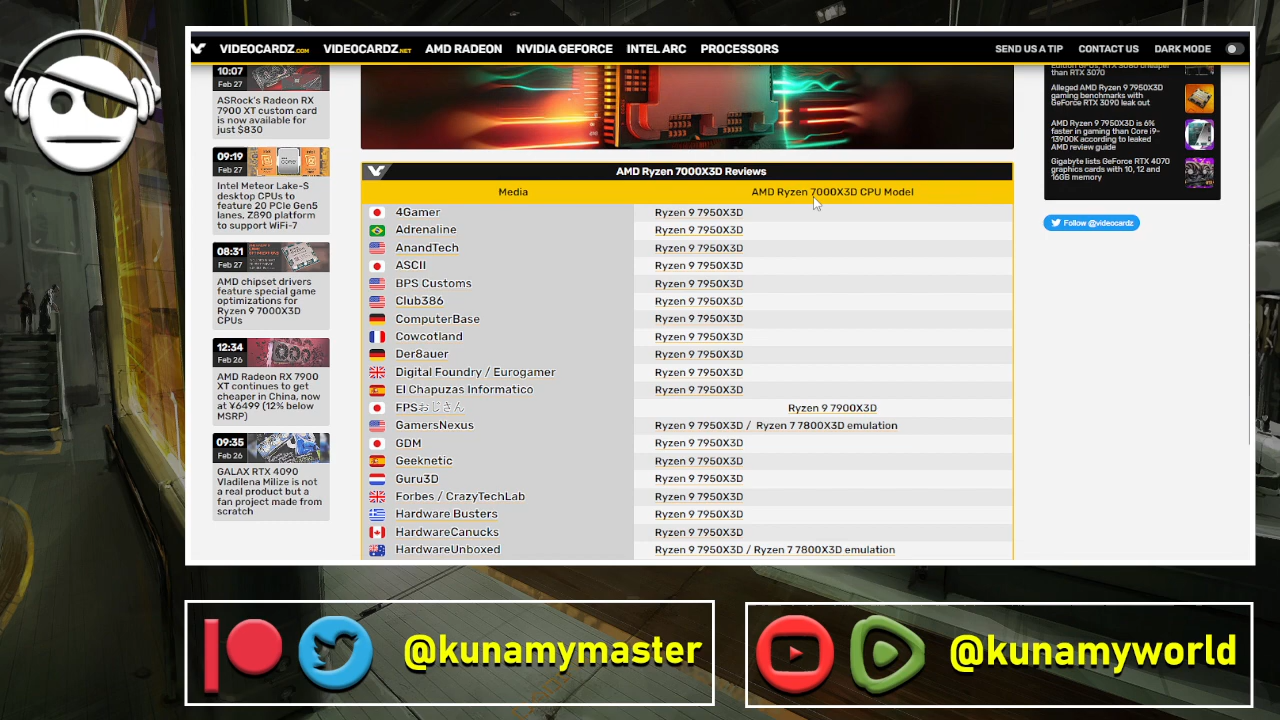 VIDEOCARDZ.COM VIDEOCARDZ.NET AMD RADEON NVIDIA GEFORCE INTEL ARC PROCESSORS SEND US A TIP CONTACT US DARK MODE
10:07
Feb 27
ASRock's Radeon RX
7900 XT custom card
is now available for
just $830
09:19
Feb 27
Intel Meteor Lake-S
desktop CPUs to
feature 20 PCIe Gen5
lanes, Z890 platform
to support WiFi-7
08:31
Feb 27
AMD chipset drivers
feature special game
optimizations for
Ryzen 9 7000X3D
CPUs
12:34
Feb 26
AMD Radeon RX 7900
XT continues to get
cheaper in China, now
at ¥6499 (12% below
MSRP)
09:35
Feb 26
GALAX RTX 4090
Vladilena Milize is not
a real product but a
fan project made from
scratch
AMD Ryzen 7000X3D Reviews
Media AMD Ryzen 7000X3D CPU Model
4Gamer Ryzen 9 7950X3D
Adrenaline Ryzen 9 7950X3D
AnandTech Ryzen 9 7950X3D
ASCII Ryzen 9 7950X3D
BPS Customs Ryzen 9 7950X3D
Club386 Ryzen 9 7950X3D
ComputerBase Ryzen 9 7950X3D
Cowcotland Ryzen 9 7950X3D
Der8auer Ryzen 9 7950X3D
Digital Foundry / Eurogamer Ryzen 9 7950X3D
El Chapuzas Informatico Ryzen 9 7950X3D
FPSおじさん Ryzen 9 7900X3D
GamersNexus Ryzen 9 7950X3D / Ryzen 7 7800X3D emulation
GDM Ryzen 9 7950X3D
Geeknetic Ryzen 9 7950X3D
Guru3D Ryzen 9 7950X3D
Forbes / CrazyTechLab Ryzen 9 7950X3D
Hardware Busters Ryzen 9 7950X3D
HardwareCanucks Ryzen 9 7950X3D
HardwareUnboxed Ryzen 9 7950X3D / Ryzen 7 7800X3D emulation
than RTX 3070
Alleged AMD Ryzen 9 7950X3D
gaming benchmarks with
GeForce RTX 3090 leak out
AMD Ryzen 9 7950X3D is 6%
faster in gaming than Core i9-
13900K according to leaked
AMD review guide
Gigabyte lists GeForce RTX 4070
graphics cards with 10, 12 and
16GB memory
Follow @videocardz
@kunamymaster
@kunamyworld